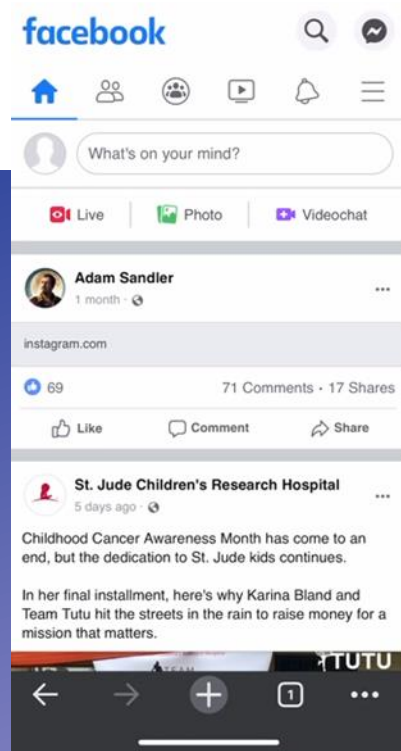 facebook
What's on your mind?
Live
Photo
Videochat
Adam Sandler
1 month ·
instagram.com
69
71 Comments · 17 Shares
Like
Comment
Share
St. Jude Children's Research Hospital
5 days ago ·
Childhood Cancer Awareness Month has come to an
end, but the dedication to St. Jude kids continues.
In her final installment, here's why Karina Bland and
Team Tutu hit the streets in the rain to raise money for a
mission that matters.
TEAM
TUTU
1